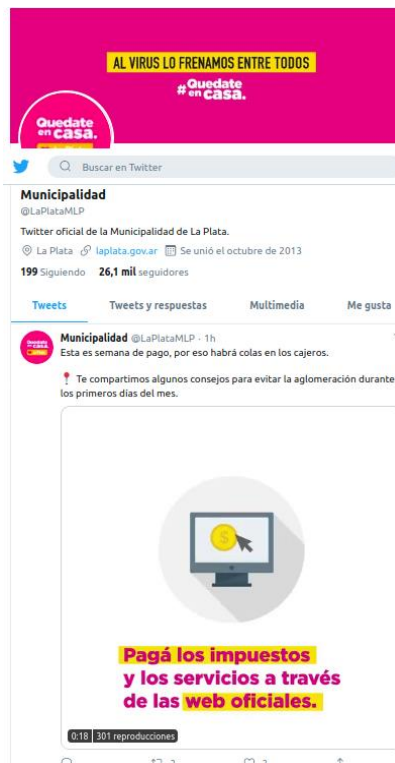 AL VIRUS LO FRENAMOS ENTRE TODOS
#Quedate
en casa.
Quedate
en casa.
Buscar en Twitter
Municipalidad
@LaPlataMLP
Twitter oficial de la Municipalidad de La Plata.
La Plata laplata.gov.ar Se unió el octubre de 2013
199 Siguiendo 26,1 mil seguidores
Tweets Tweets y respuestas Multimedia Me gusta
Municipalidad @LaPlataMLP · 1h
Esta es semana de pago, por eso habrá colas en los cajeros.
Te compartimos algunos consejos para evitar la aglomeración durante
los primeros días del mes.
$
Pagá los impuestos
y los servicios a través
de las web oficiales.
0:18 301 reproducciones